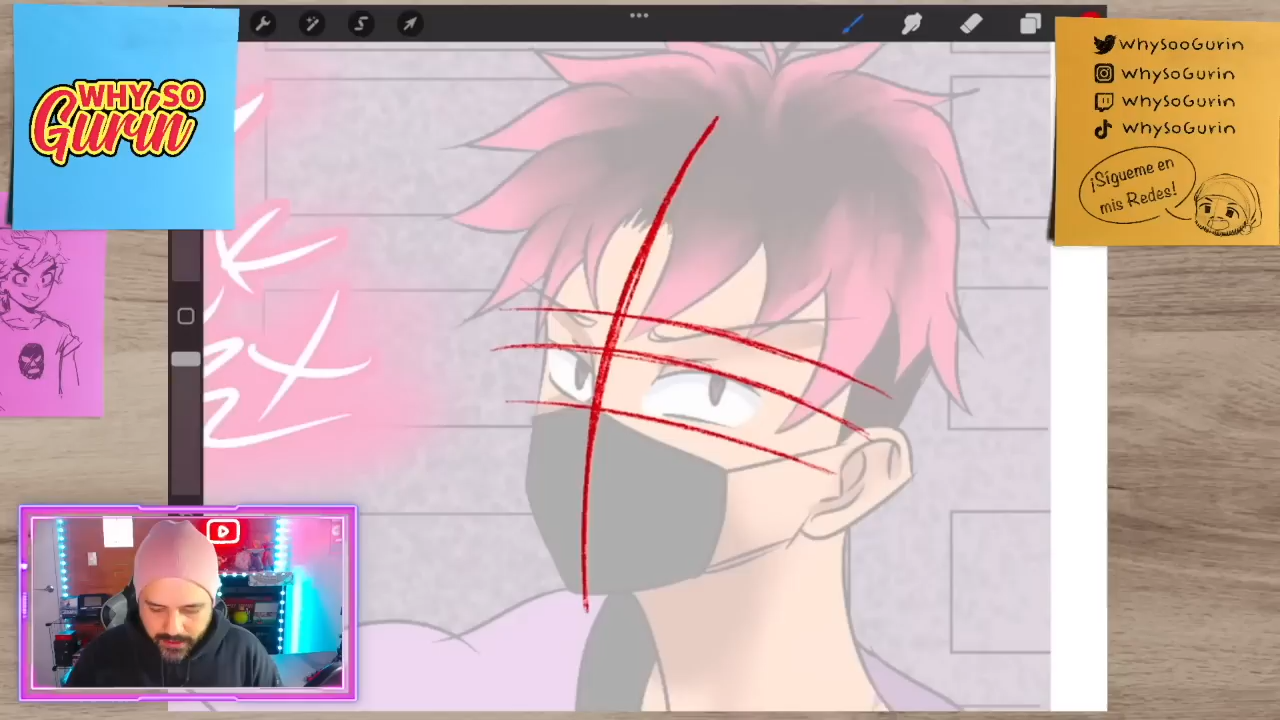 WHY SO
Gurin
WhySooGurin
WhySoGurin
WhySoGurin
WhySoGurin
¡Sígueme en
mis Redes!